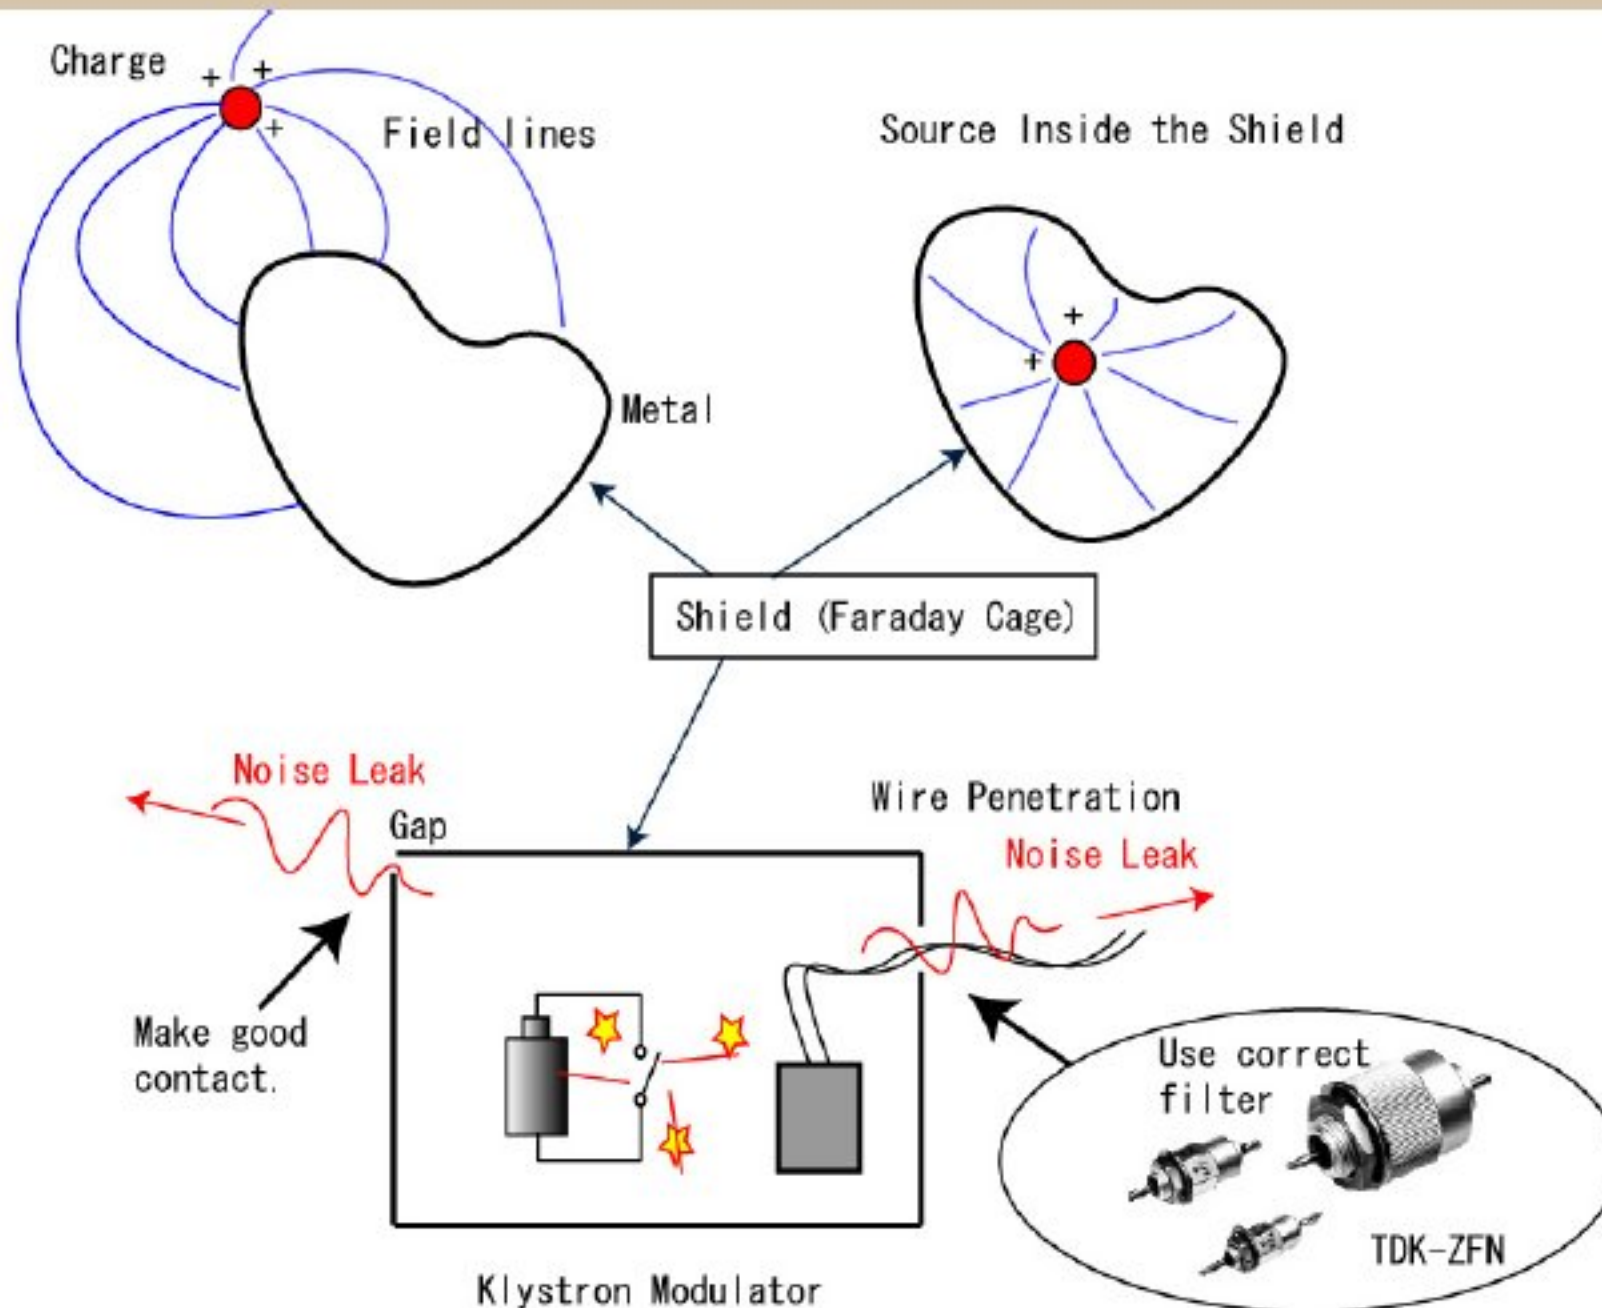 Charge
+
+
+
Field lines
Source Inside the Shield
+
+
Metal
Shield (Faraday Cage)
Noise Leak
Gap
Wire Penetration
Noise Leak
Make good
contact.
Use correct
filter
TDK-ZFN
Klystron Modulator